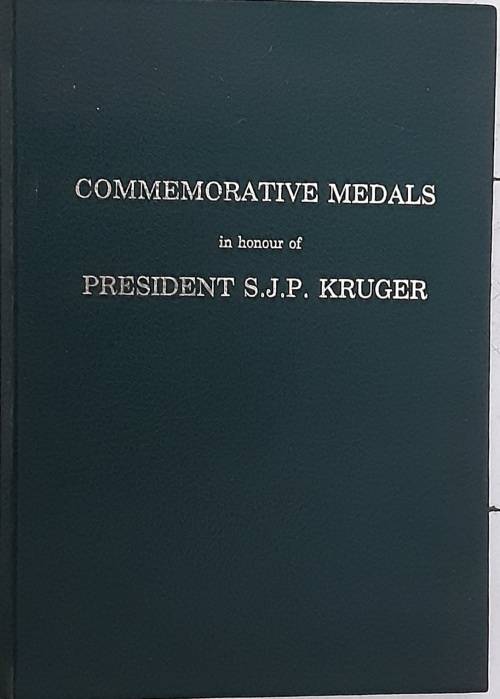 COMMEMORATIVE MEDALS
in honour of
PRESIDENT S.J.P. KRUGER